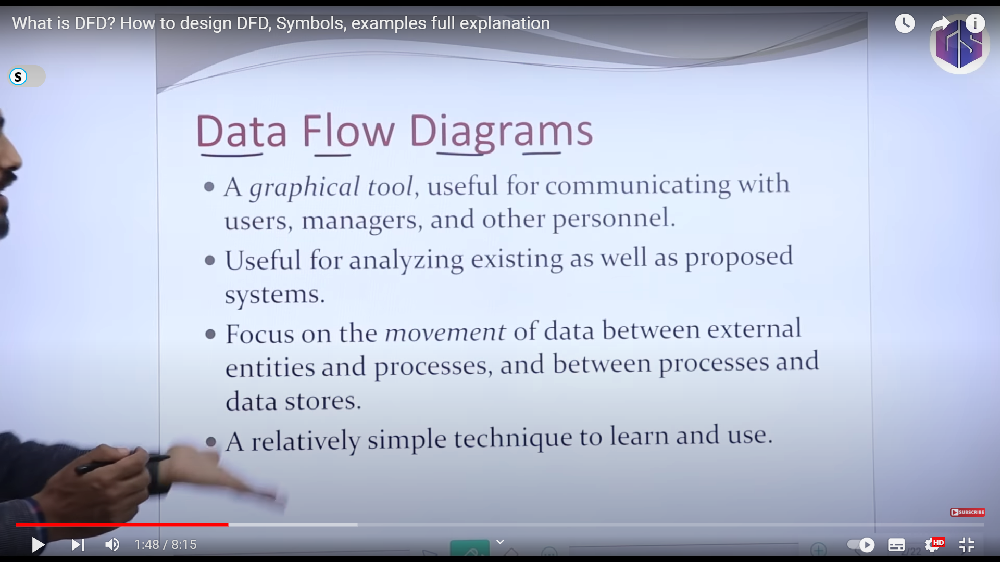 What is DFD? How to design DFD, Symbols, examples full explanation
S
Data Flow Diagrams
• A graphical tool, useful for communicating with
users, managers, and other personnel.
• Useful for analyzing existing as well as proposed
systems.
• Focus on the movement of data between external
entities and processes, and between processes and
data stores.
• A relatively simple technique to learn and use.
SUBSCRIBE
1:48 / 8:15
HD